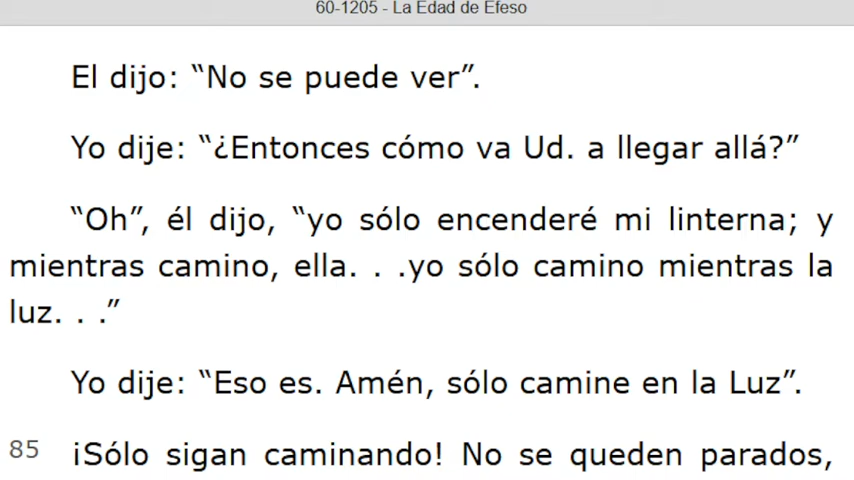 60-1205 - La Edad de Efeso
El dijo: “No se puede ver”.
Yo dije: “¿Entonces cómo va Ud. a llegar allá?”
“Oh”, él dijo, “yo sólo encenderé mi linterna; y
mientras camino, ella. . .yo sólo camino mientras la
luz. . .”
Yo dije: “Eso es. Amén, sólo camine en la Luz”.
85 ¡Sólo sigan caminando! No se queden parados,